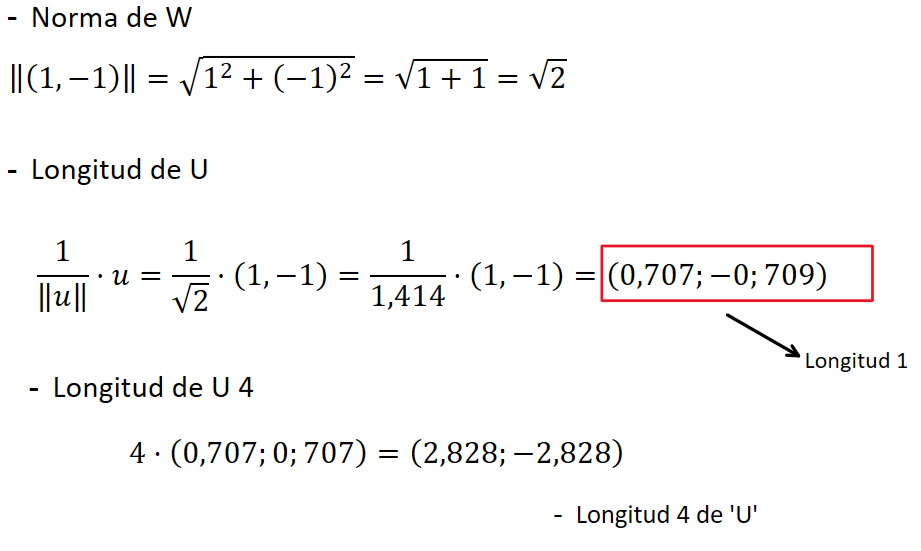 - Norma de W
‖(1, −1)‖ = √(1² + (−1)²) = √(1 + 1) = √2
- Longitud de U
1/‖u‖ · u = 1/√2 · (1, −1) = 1/1,414 · (1, −1) = (0,707; −0; 709)
Longitud 1
- Longitud de U 4
4 · (0,707; 0; 707) = (2,828; −2,828)
- Longitud 4 de 'U'